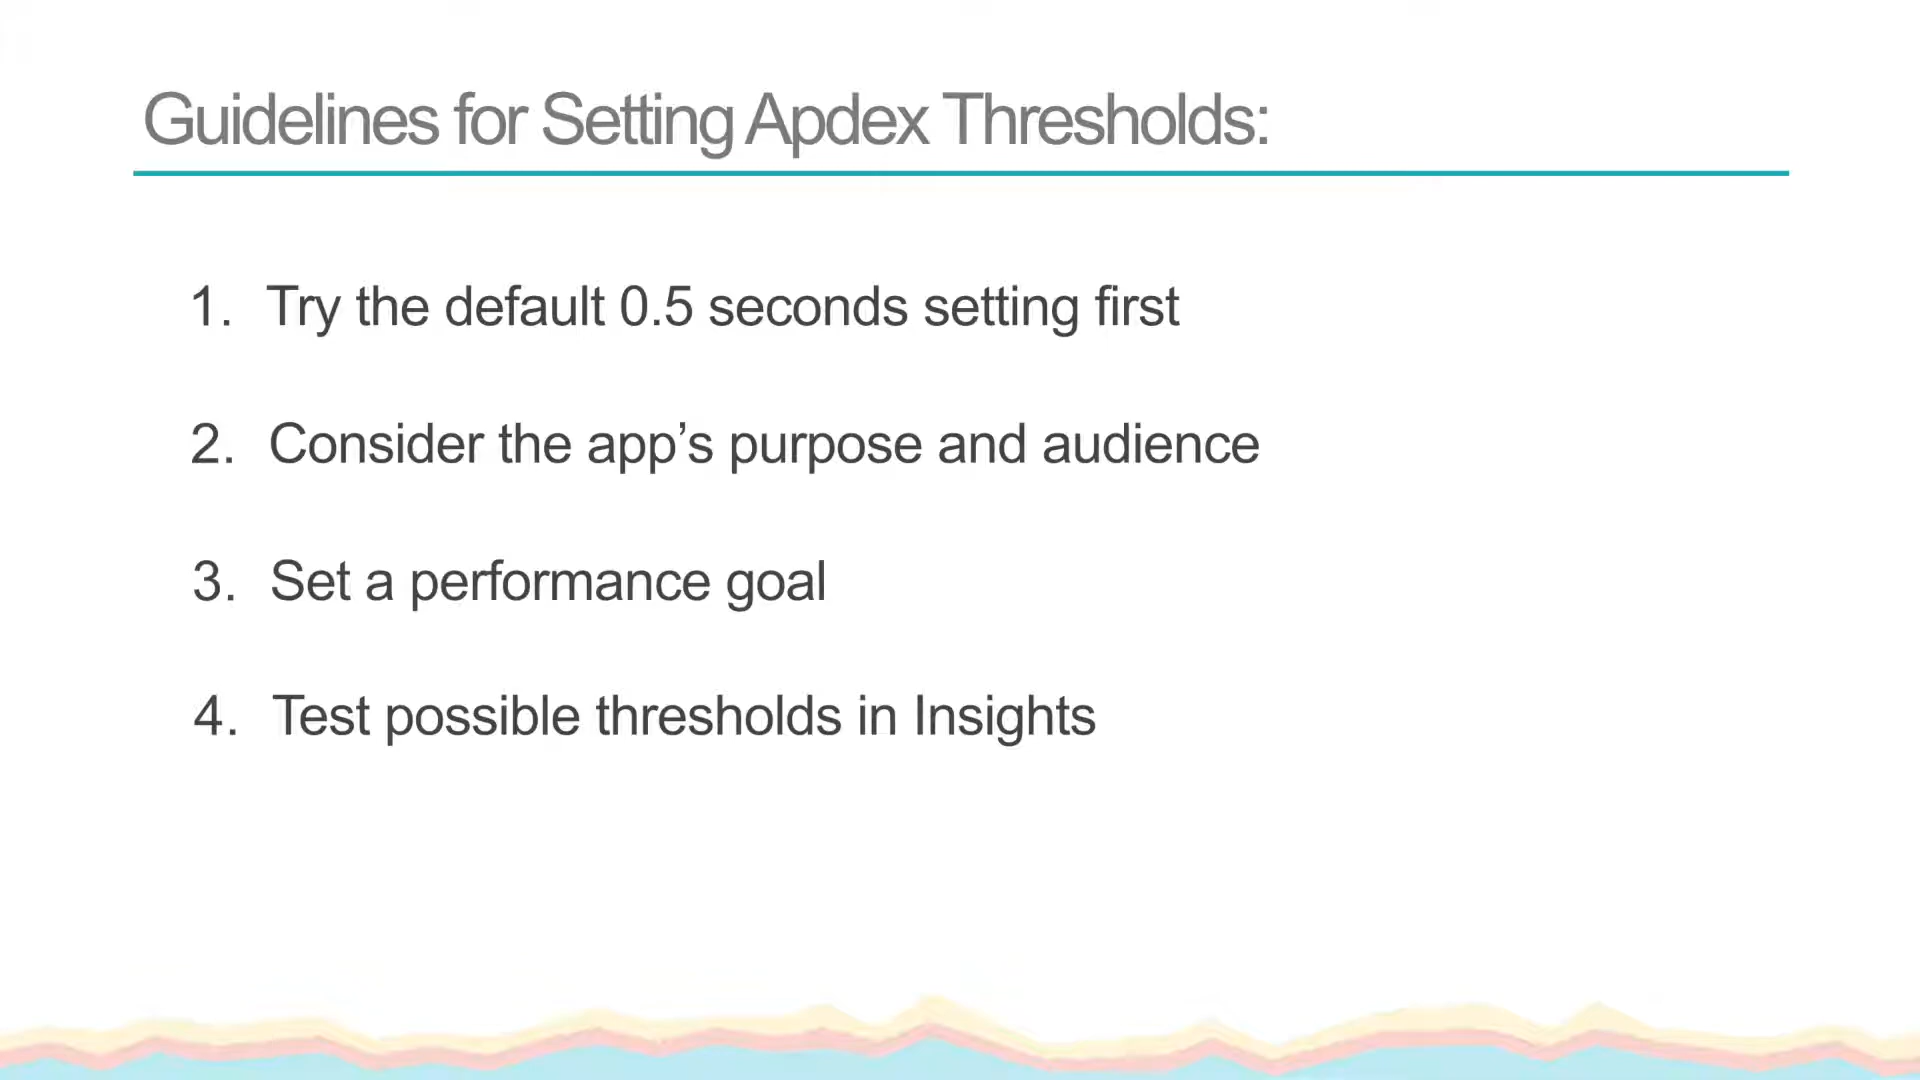 Guidelines for Setting Apdex Thresholds:
1. Try the default 0.5 seconds setting first
2. Consider the app’s purpose and audience
3. Set a performance goal
4. Test possible thresholds in Insights